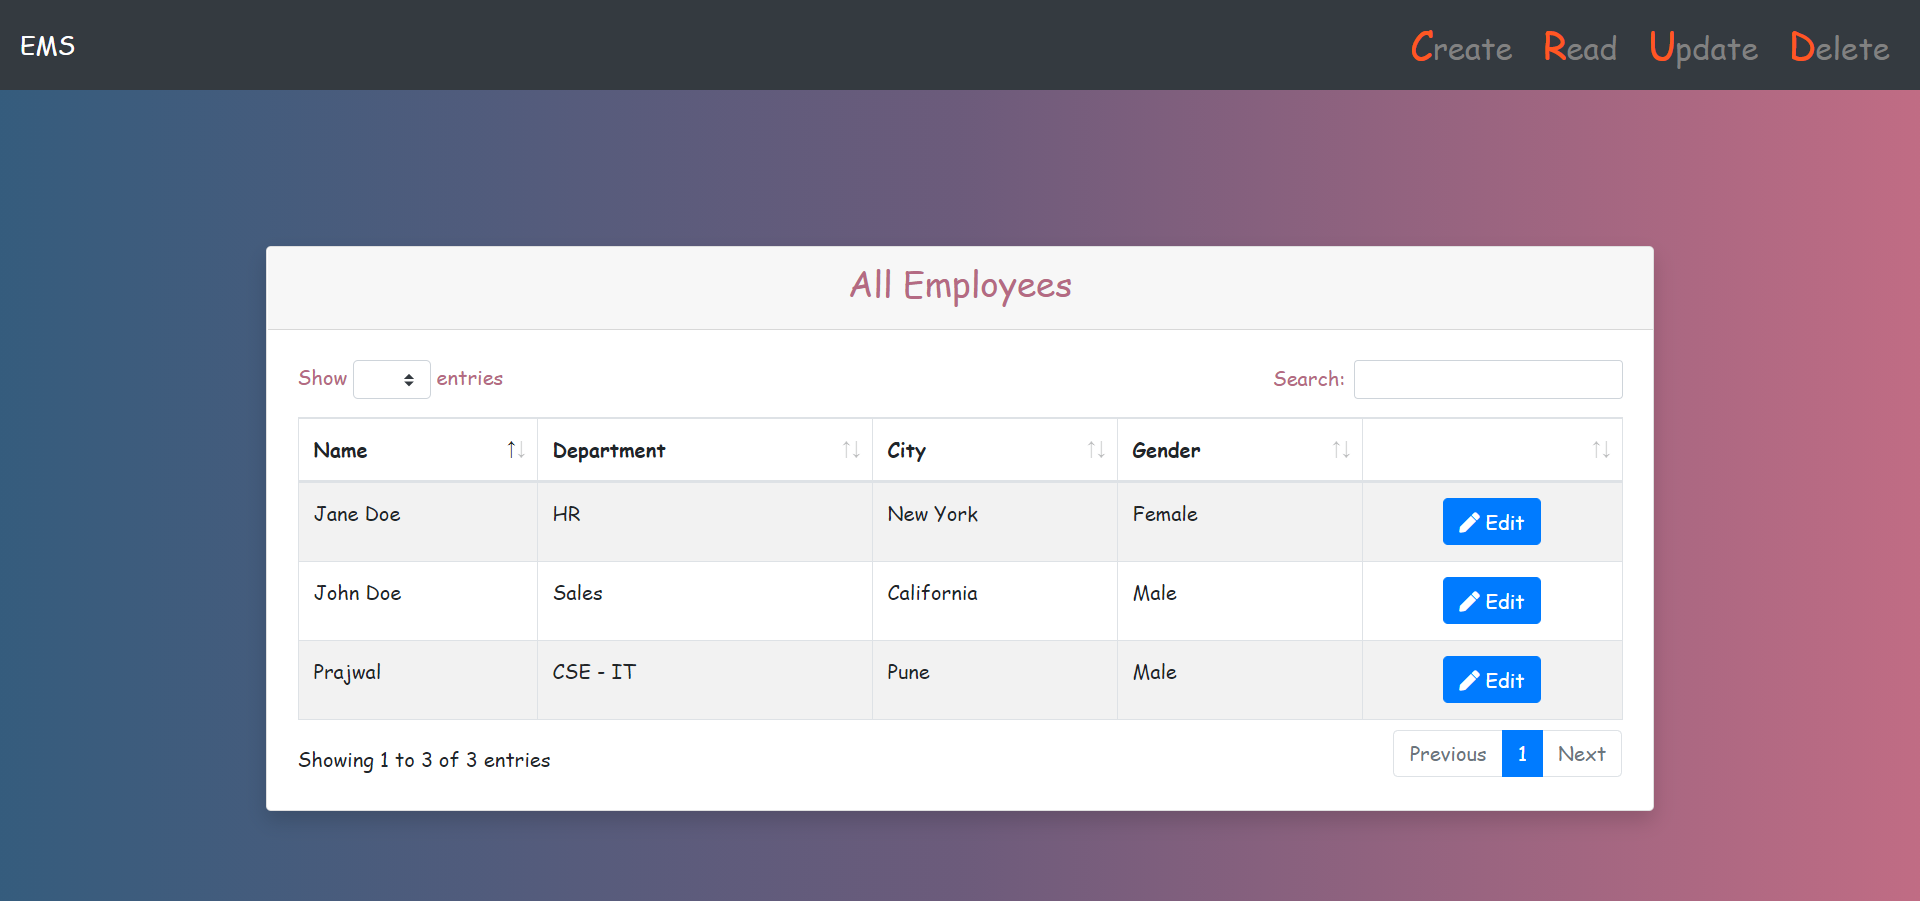 EMS Create Read Update Delete
All Employees
Show entries Search:
Name Department City Gender
Jane Doe HR New York Female Edit
John Doe Sales California Male Edit
Prajwal CSE - IT Pune Male Edit
Showing 1 to 3 of 3 entries Previous 1 Next